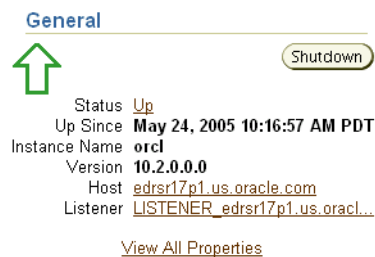 General
Shutdown
Status Up
Up Since May 24, 2005 10:16:57 AM PDT
Instance Name orcl
Version 10.2.0.0.0
Host edrsr17p1.us.oracle.com
Listener LISTENER_edrsr17p1.us.oracl...
View All Properties